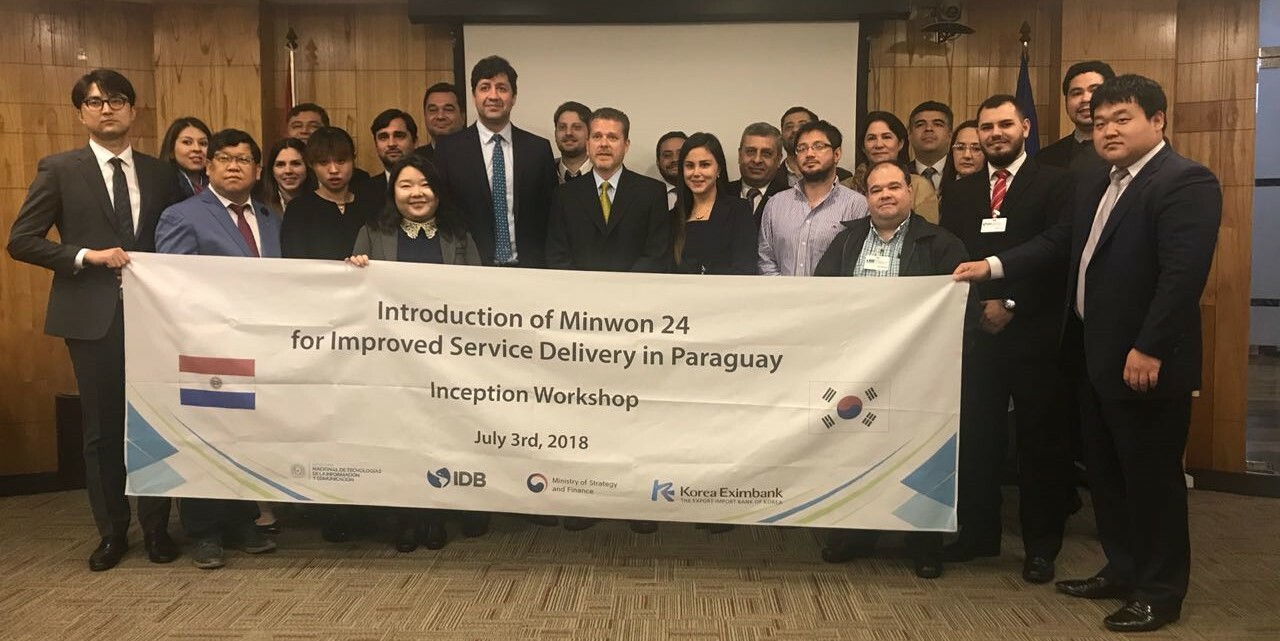 Introduction of Minwon 24
for Improved Service Delivery in Paraguay
Inception Workshop
July 3rd, 2018
NACIONAL DE TECNOLOGÍAS
DE LA INFORMACIÓN
Y COMUNICACIÓN
IDB
Ministry of Strategy
and Finance
Korea Eximbank
THE EXPORT-IMPORT BANK OF KOREA